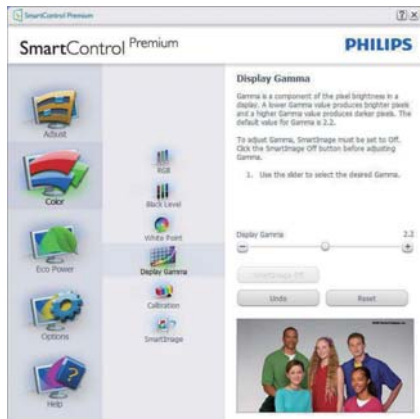 SmartControl Premium
SmartControl Premium
PHILIPS
Adjust
Color
Eco Power
Options
Help
RGB
Black Level
White Point
Display Gamma
Calibration
SmartImage
Display Gamma
Gamma is a component of the pixel brightness in a
display. A lower Gamma value produces brighter pixels
and a higher Gamma value produces darker pixels. The
default value for Gamma is 2.2.
To adjust Gamma, SmartImage must be set to Off.
Click the SmartImage Off button before adjusting
Gamma.
1. Use the slider to select the desired Gamma.
Display Gamma 2.2
SmartImage Off
Undo Reset